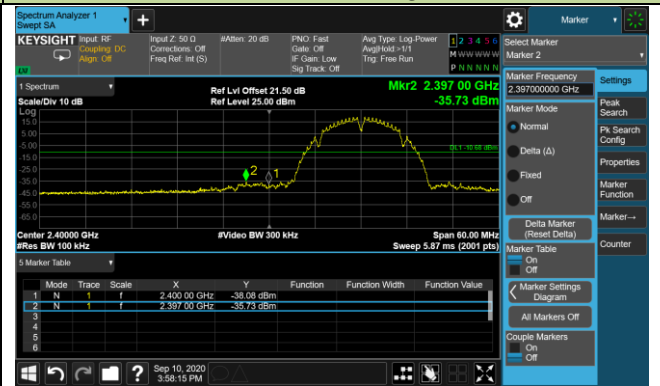 Spectrum Analyzer 1
Swept SA
+
Marker
KEYSIGHT
Input: RF
Coupling: DC
Align: Off
Input Z: 50 Ω
Corrections: Off
Freq Ref: Int (S)
#Atten: 20 dB
PNO: Fast
Gate: Off
IF Gain: Low
Sig Track: Off
Avg Type: Log-Power
Avg|Hold:>1/1
Trig: Free Run
1 2 3 4 5 6
M W W W W W
P N N N N N
LVI
Select Marker
Marker 2
1 Spectrum
Scale/Div 10 dB
Ref Lvl Offset 21.50 dB
Ref Level 25.00 dBm
Mkr2 2.397 00 GHz
-35.73 dBm
Log
15.0
5.00
-5.00
-15.0
-25.0
-35.0
-45.0
-55.0
-65.0
2
1
Center 2.40000 GHz
#Res BW 100 kHz
#Video BW 300 kHz
Span 60.00 MHz
Sweep 5.87 ms (2001 pts)
5 Marker Table
Mode Trace Scale X Y Function Function Width Function Value
1 N 1 f 2.400 00 GHz -38.08 dBm
2 N 1 f 2.397 00 GHz -35.73 dBm
3
4
5
6
Marker Frequency
2.397000000 GHz
Marker Mode
Normal
Delta (Δ)
Fixed
Off
Delta Marker
(Reset Delta)
Marker Table
On
Off
Marker Settings
Diagram
All Markers Off
Couple Markers
On
Off
Settings
Peak
Search
Pk Search
Config
Properties
Marker
Function
Marker→
Counter
?
Sep 10, 2020
3:58:15 PM